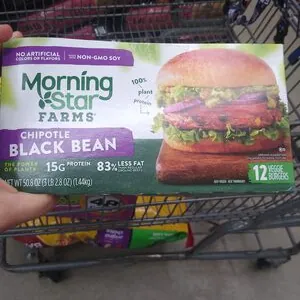 NO ARTIFICIAL
COLORS OR FLAVORS
NON-GMO SOY
Morning
Star
FARMS®
100%
plant
protein
CHIPOTLE
BLACK BEAN
THE POWER
OF PLANTS
15G PROTEIN
83% LESS FAT
12 VEGGIE
BURGERS
NET WT 50.8 OZ (3 LB 2.8 OZ) (1.44kg)